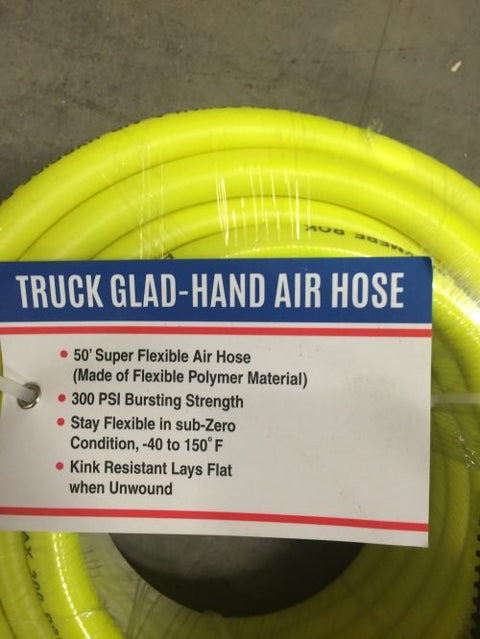 TRUCK GLAD-HAND AIR HOSE
• 50' Super Flexible Air Hose
(Made of Flexible Polymer Material)
• 300 PSI Bursting Strength
• Stay Flexible in sub-Zero
Condition, -40 to 150°F
• Kink Resistant Lays Flat
when Unwound